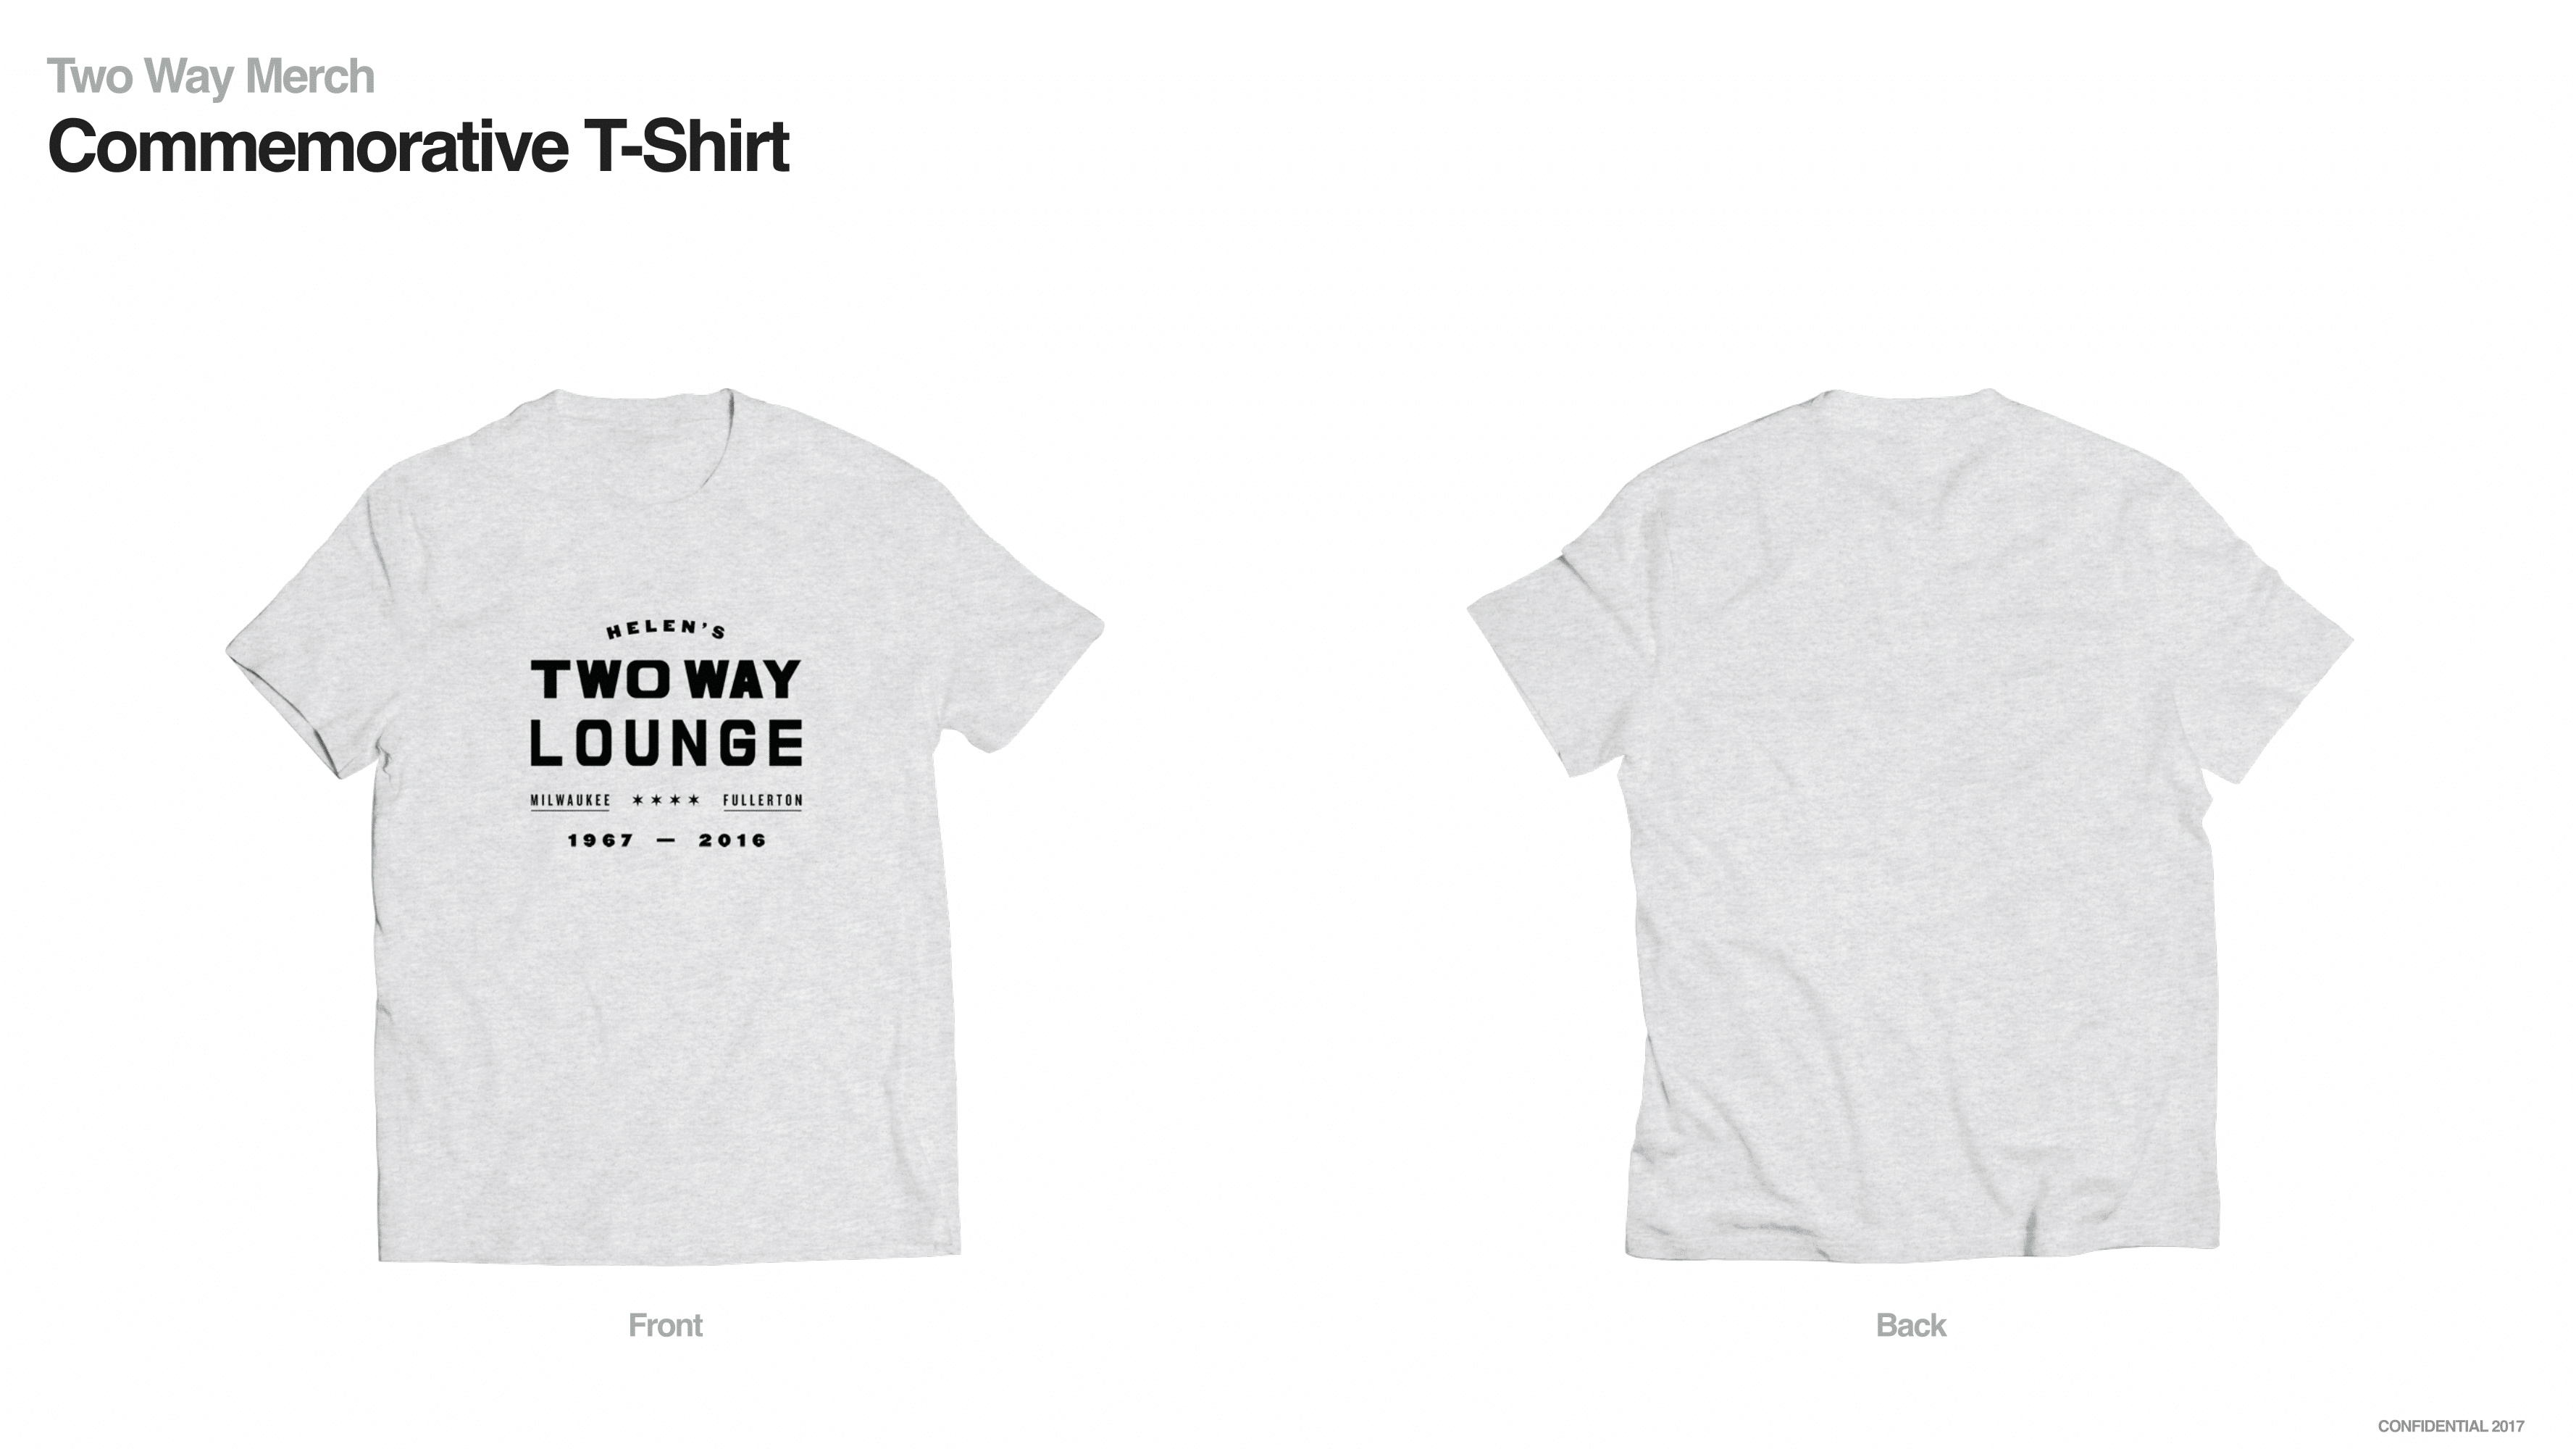 Two Way Merch
Commemorative T-Shirt
HELEN'S
TWO WAY
LOUNGE
MILWAUKEE ★★★★ FULLERTON
1967 — 2016
Front
Back
CONFIDENTIAL 2017